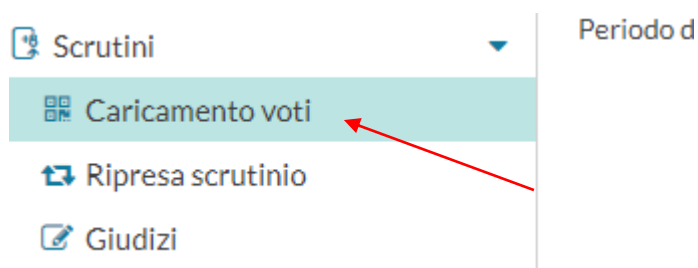 Scrutini
Periodo d
Caricamento voti
Ripresa scrutinio
Giudizi